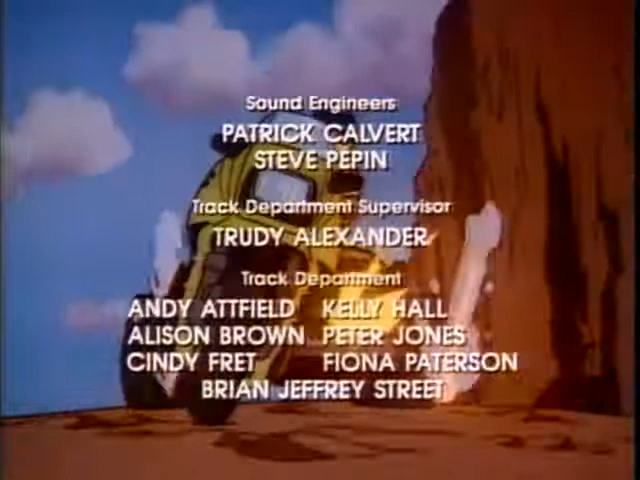 Sound Engineers
PATRICK CALVERT
STEVE PEPIN
Track Department Supervisor
TRUDY ALEXANDER
Track Department
ANDY ATTFIELD KELLY HALL
ALISON BROWN PETER JONES
CINDY FRET FIONA PATERSON
BRIAN JEFFREY STREET